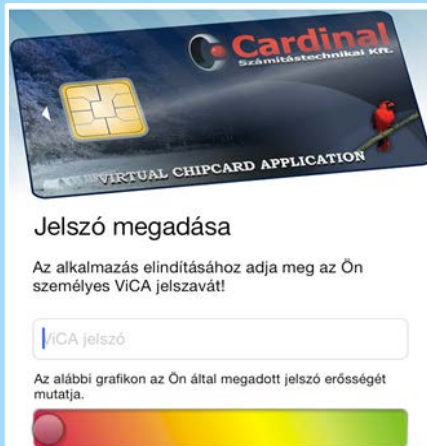 Cardinal
Számítástechnikai Kft.
VIRTUAL CHIPCARD APPLICATION
Jelszó megadása
Az alkalmazás elindításához adja meg az Ön
személyes ViCA jelszavát!
ViCA jelszó
Az alábbi grafikon az Ön által megadott jelszó erősségét
mutatja.